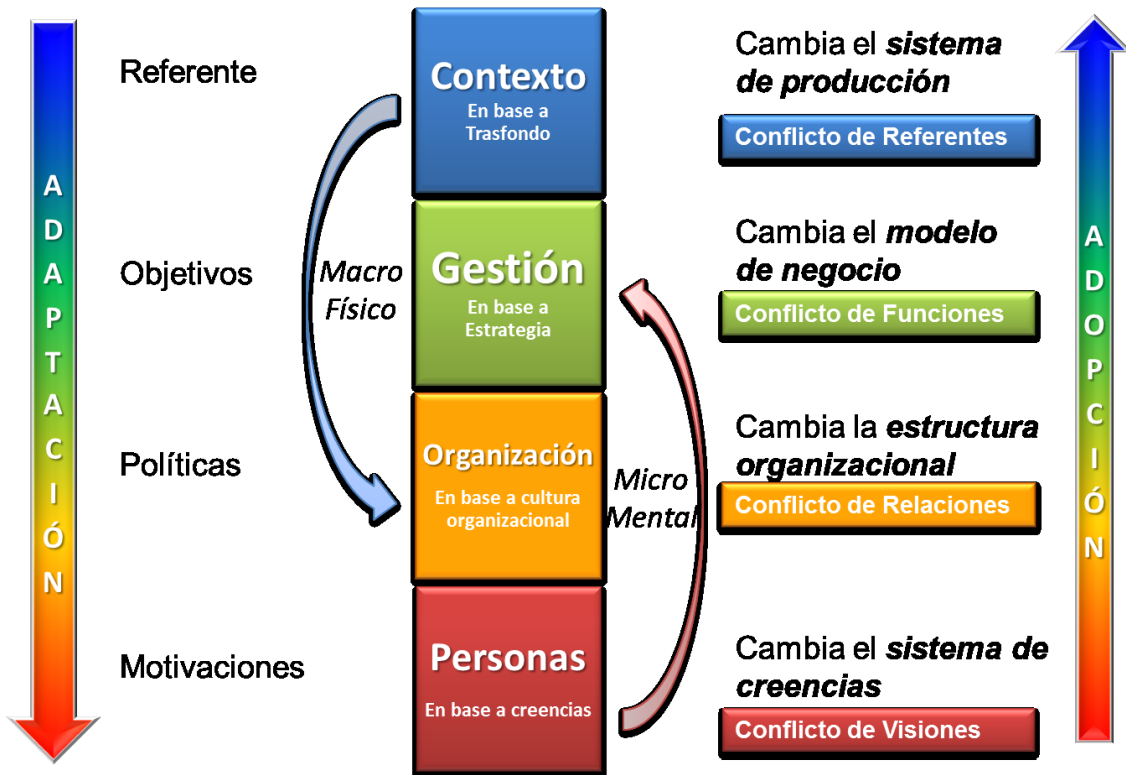 ADAPTACIÓN
Referente
Contexto
En base a
Trasfondo
Cambia el sistema
de producción
Conflicto de Referentes
Objetivos
Macro
Físico
Gestión
En base a
Estrategia
Cambia el modelo
de negocio
Conflicto de Funciones
Políticas
Organización
En base a cultura
organizacional
Micro
Mental
Cambia la estructura
organizacional
Conflicto de Relaciones
Motivaciones
Personas
En base a creencias
Cambia el sistema de
creencias
Conflicto de Visiones
ADOPCIÓN